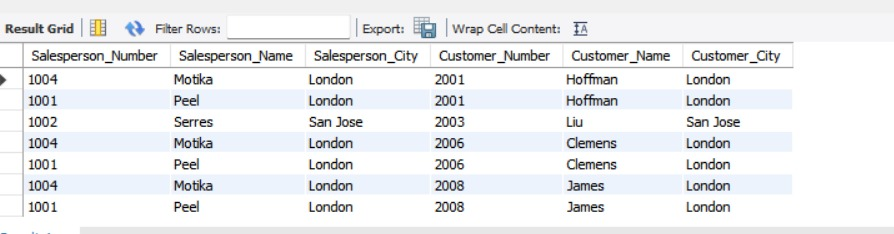 Result Grid Filter Rows: Export: Wrap Cell Content: IA
Salesperson_Number Salesperson_Name Salesperson_City Customer_Number Customer_Name Customer_City
1004 Motika London 2001 Hoffman London
1001 Peel London 2001 Hoffman London
1002 Serres San Jose 2003 Liu San Jose
1004 Motika London 2006 Clemens London
1001 Peel London 2006 Clemens London
1004 Motika London 2008 James London
1001 Peel London 2008 James London